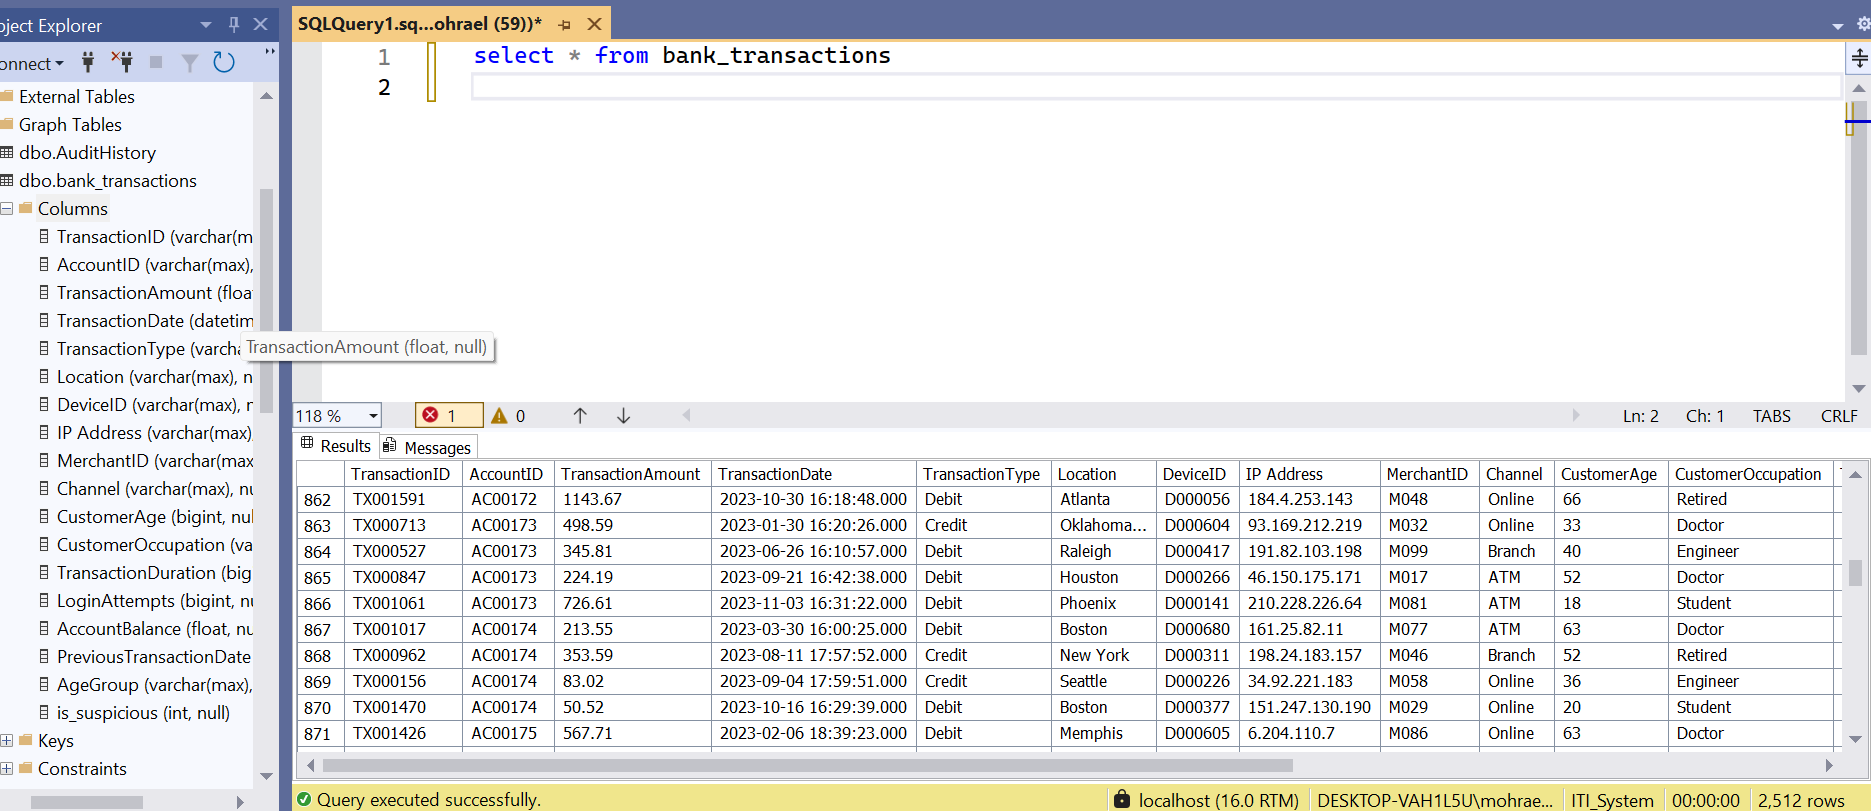 bject Explorer
onnect
External Tables
Graph Tables
dbo.AuditHistory
dbo.bank_transactions
Columns
TransactionID (varchar(m
AccountID (varchar(max),
TransactionAmount (floa
TransactionDate (datetim
TransactionType (varcha
Location (varchar(max), n
DeviceID (varchar(max), n
IP Address (varchar(max),
MerchantID (varchar(max
Channel (varchar(max), nu
CustomerAge (bigint, nul
CustomerOccupation (va
TransactionDuration (big
LoginAttempts (bigint, nu
AccountBalance (float, nu
PreviousTransactionDate
AgeGroup (varchar(max),
is_suspicious (int, null)
Keys
Constraints
TransactionAmount (float, null)
SQLQuery1.sq...ohrael (59))*
1 select * from bank_transactions
2
118 % 1 0 Ln: 2 Ch: 1 TABS CRLF
Results Messages
TransactionID AccountID TransactionAmount TransactionDate TransactionType Location DeviceID IP Address MerchantID Channel CustomerAge CustomerOccupation
862 TX001591 AC00172 1143.67 2023-10-30 16:18:48.000 Debit Atlanta D000056 184.4.253.143 M048 Online 66 Retired
863 TX000713 AC00173 498.59 2023-01-30 16:20:26.000 Credit Oklahoma... D000604 93.169.212.219 M032 Online 33 Doctor
864 TX000527 AC00173 345.81 2023-06-26 16:10:57.000 Debit Raleigh D000417 191.82.103.198 M099 Branch 40 Engineer
865 TX000847 AC00173 224.19 2023-09-21 16:42:38.000 Debit Houston D000266 46.150.175.171 M017 ATM 52 Doctor
866 TX001061 AC00173 726.61 2023-11-03 16:31:22.000 Debit Phoenix D000141 210.228.226.64 M081 ATM 18 Student
867 TX001017 AC00174 213.55 2023-03-30 16:00:25.000 Debit Boston D000680 161.25.82.11 M077 ATM 63 Doctor
868 TX000962 AC00174 353.59 2023-08-11 17:57:52.000 Credit New York D000311 198.24.183.157 M046 Branch 52 Retired
869 TX000156 AC00174 83.02 2023-09-04 17:59:51.000 Credit Seattle D000226 34.92.221.183 M058 Online 36 Engineer
870 TX001470 AC00174 50.52 2023-10-16 16:29:39.000 Debit Boston D000377 151.247.130.190 M029 Online 20 Student
871 TX001426 AC00175 567.71 2023-02-06 18:39:23.000 Debit Memphis D000605 6.204.110.7 M086 Online 63 Doctor
Query executed successfully. localhost (16.0 RTM) DESKTOP-VAH1L5U\mohrae... ITI_System 00:00:00 2,512 rows